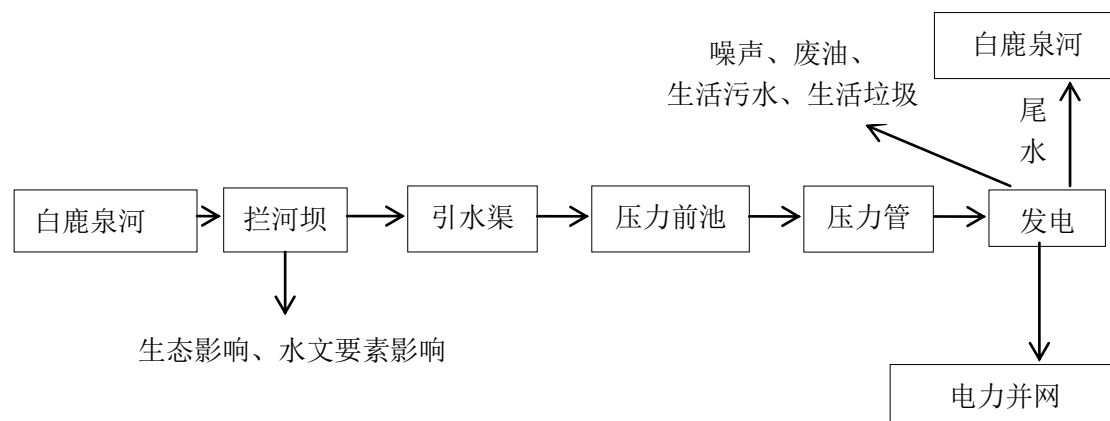 白鹿泉河
噪声、废油、
生活污水、生活垃圾
尾
水
白鹿泉河
拦河坝
引水渠
压力前池
压力管
发电
生态影响、水文要素影响
电力并网